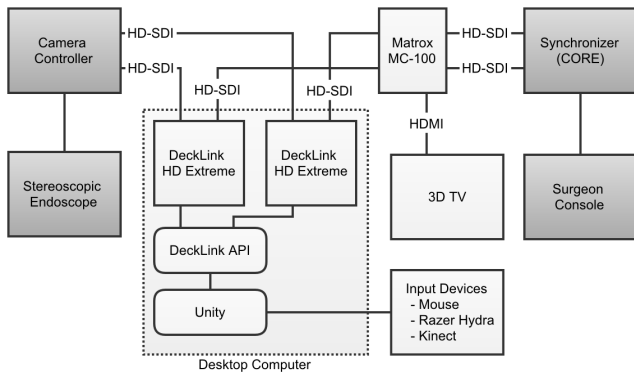 Camera
Controller
HD-SDI
HD-SDI
HD-SDI
HD-SDI
Matrox
MC-100
HD-SDI
HD-SDI
Synchronizer
(CORE)
HDMI
Stereoscopic
Endoscope
DeckLink
HD Extreme
DeckLink
HD Extreme
3D TV
Surgeon
Console
DeckLink API
Unity
Input Devices
- Mouse
- Razer Hydra
- Kinect
Desktop Computer